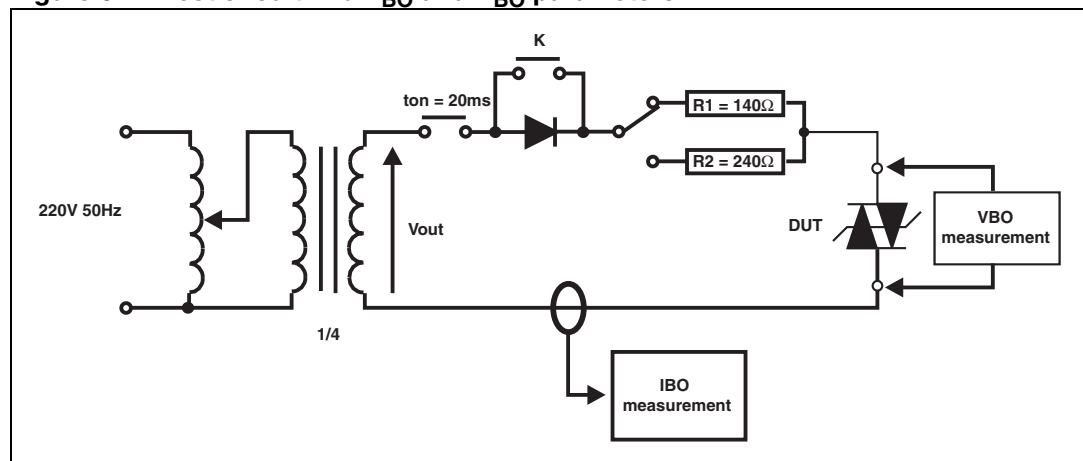 K
ton = 20ms
R1 = 140Ω
R2 = 240Ω
220V 50Hz
Vout
DUT
VBO
measurement
1/4
IBO
measurement